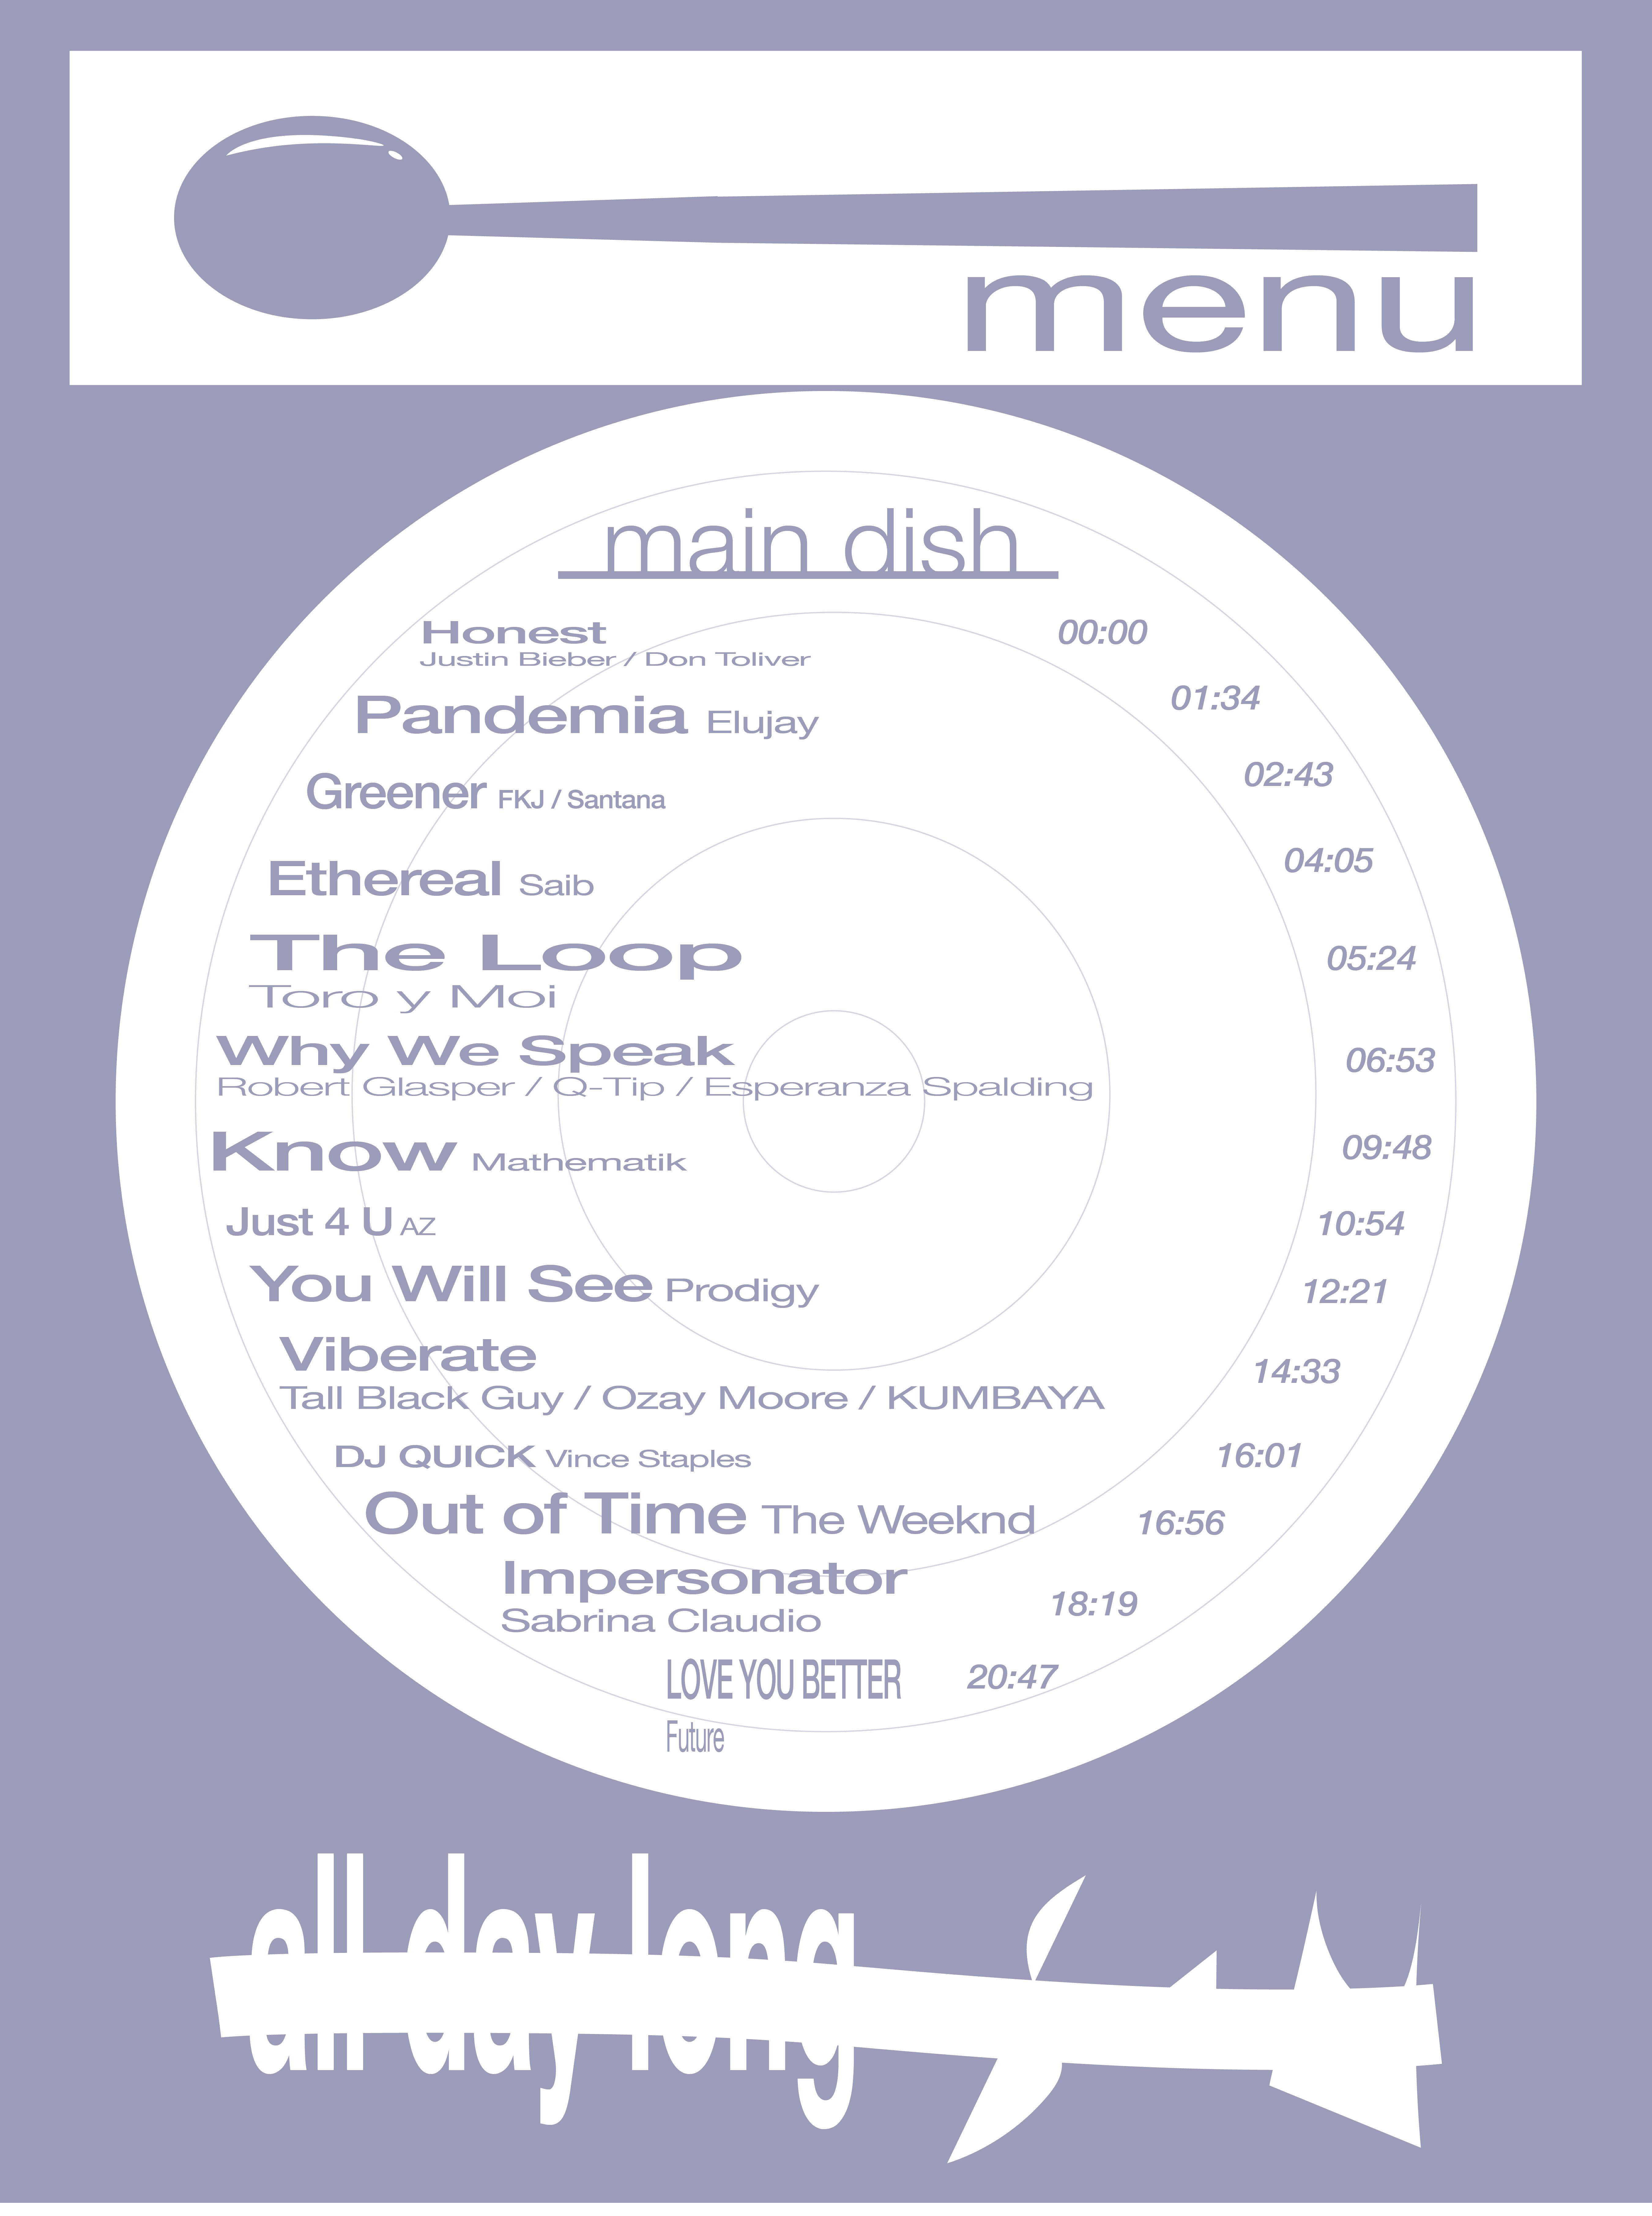 menu
main dish
Honest 00:00
Justin Bieber / Don Toliver
Pandemia Elujay 01:34
Greener FKJ / Santana 02:43
Ethereal Saib 04:05
The Loop 05:24
Toro y Moi
Why We Speak 06:53
Robert Glasper / Q-Tip / Esperanza Spalding
Know Mathematik 09:48
Just 4 U AZ 10:54
You Will See Prodigy 12:21
Viberate 14:33
Tall Black Guy / Ozay Moore / KUMBAYA
DJ QUICK Vince Staples 16:01
Out of Time The Weeknd 16:56
Impersonator 18:19
Sabrina Claudio
LOVE YOU BETTER 20:47
Future
all day long